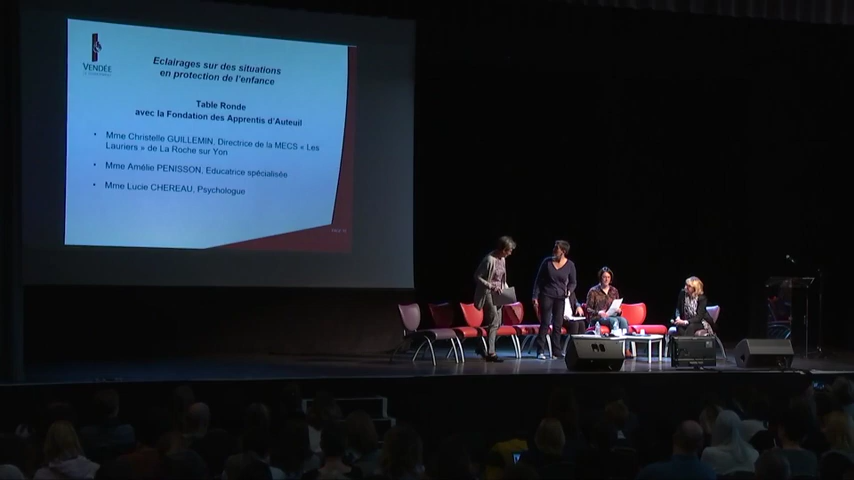 VENDÉE
Eclairages sur des situations
en protection de l'enfance
Table Ronde
avec la Fondation des Apprentis d'Auteuil
• Mme Christelle GUILLEMIN, Directrice de la MECS « Les
Lauriers » de La Roche sur Yon
• Mme Amélie PENISSON, Educatrice spécialisée
• Mme Lucie CHEREAU, Psychologue